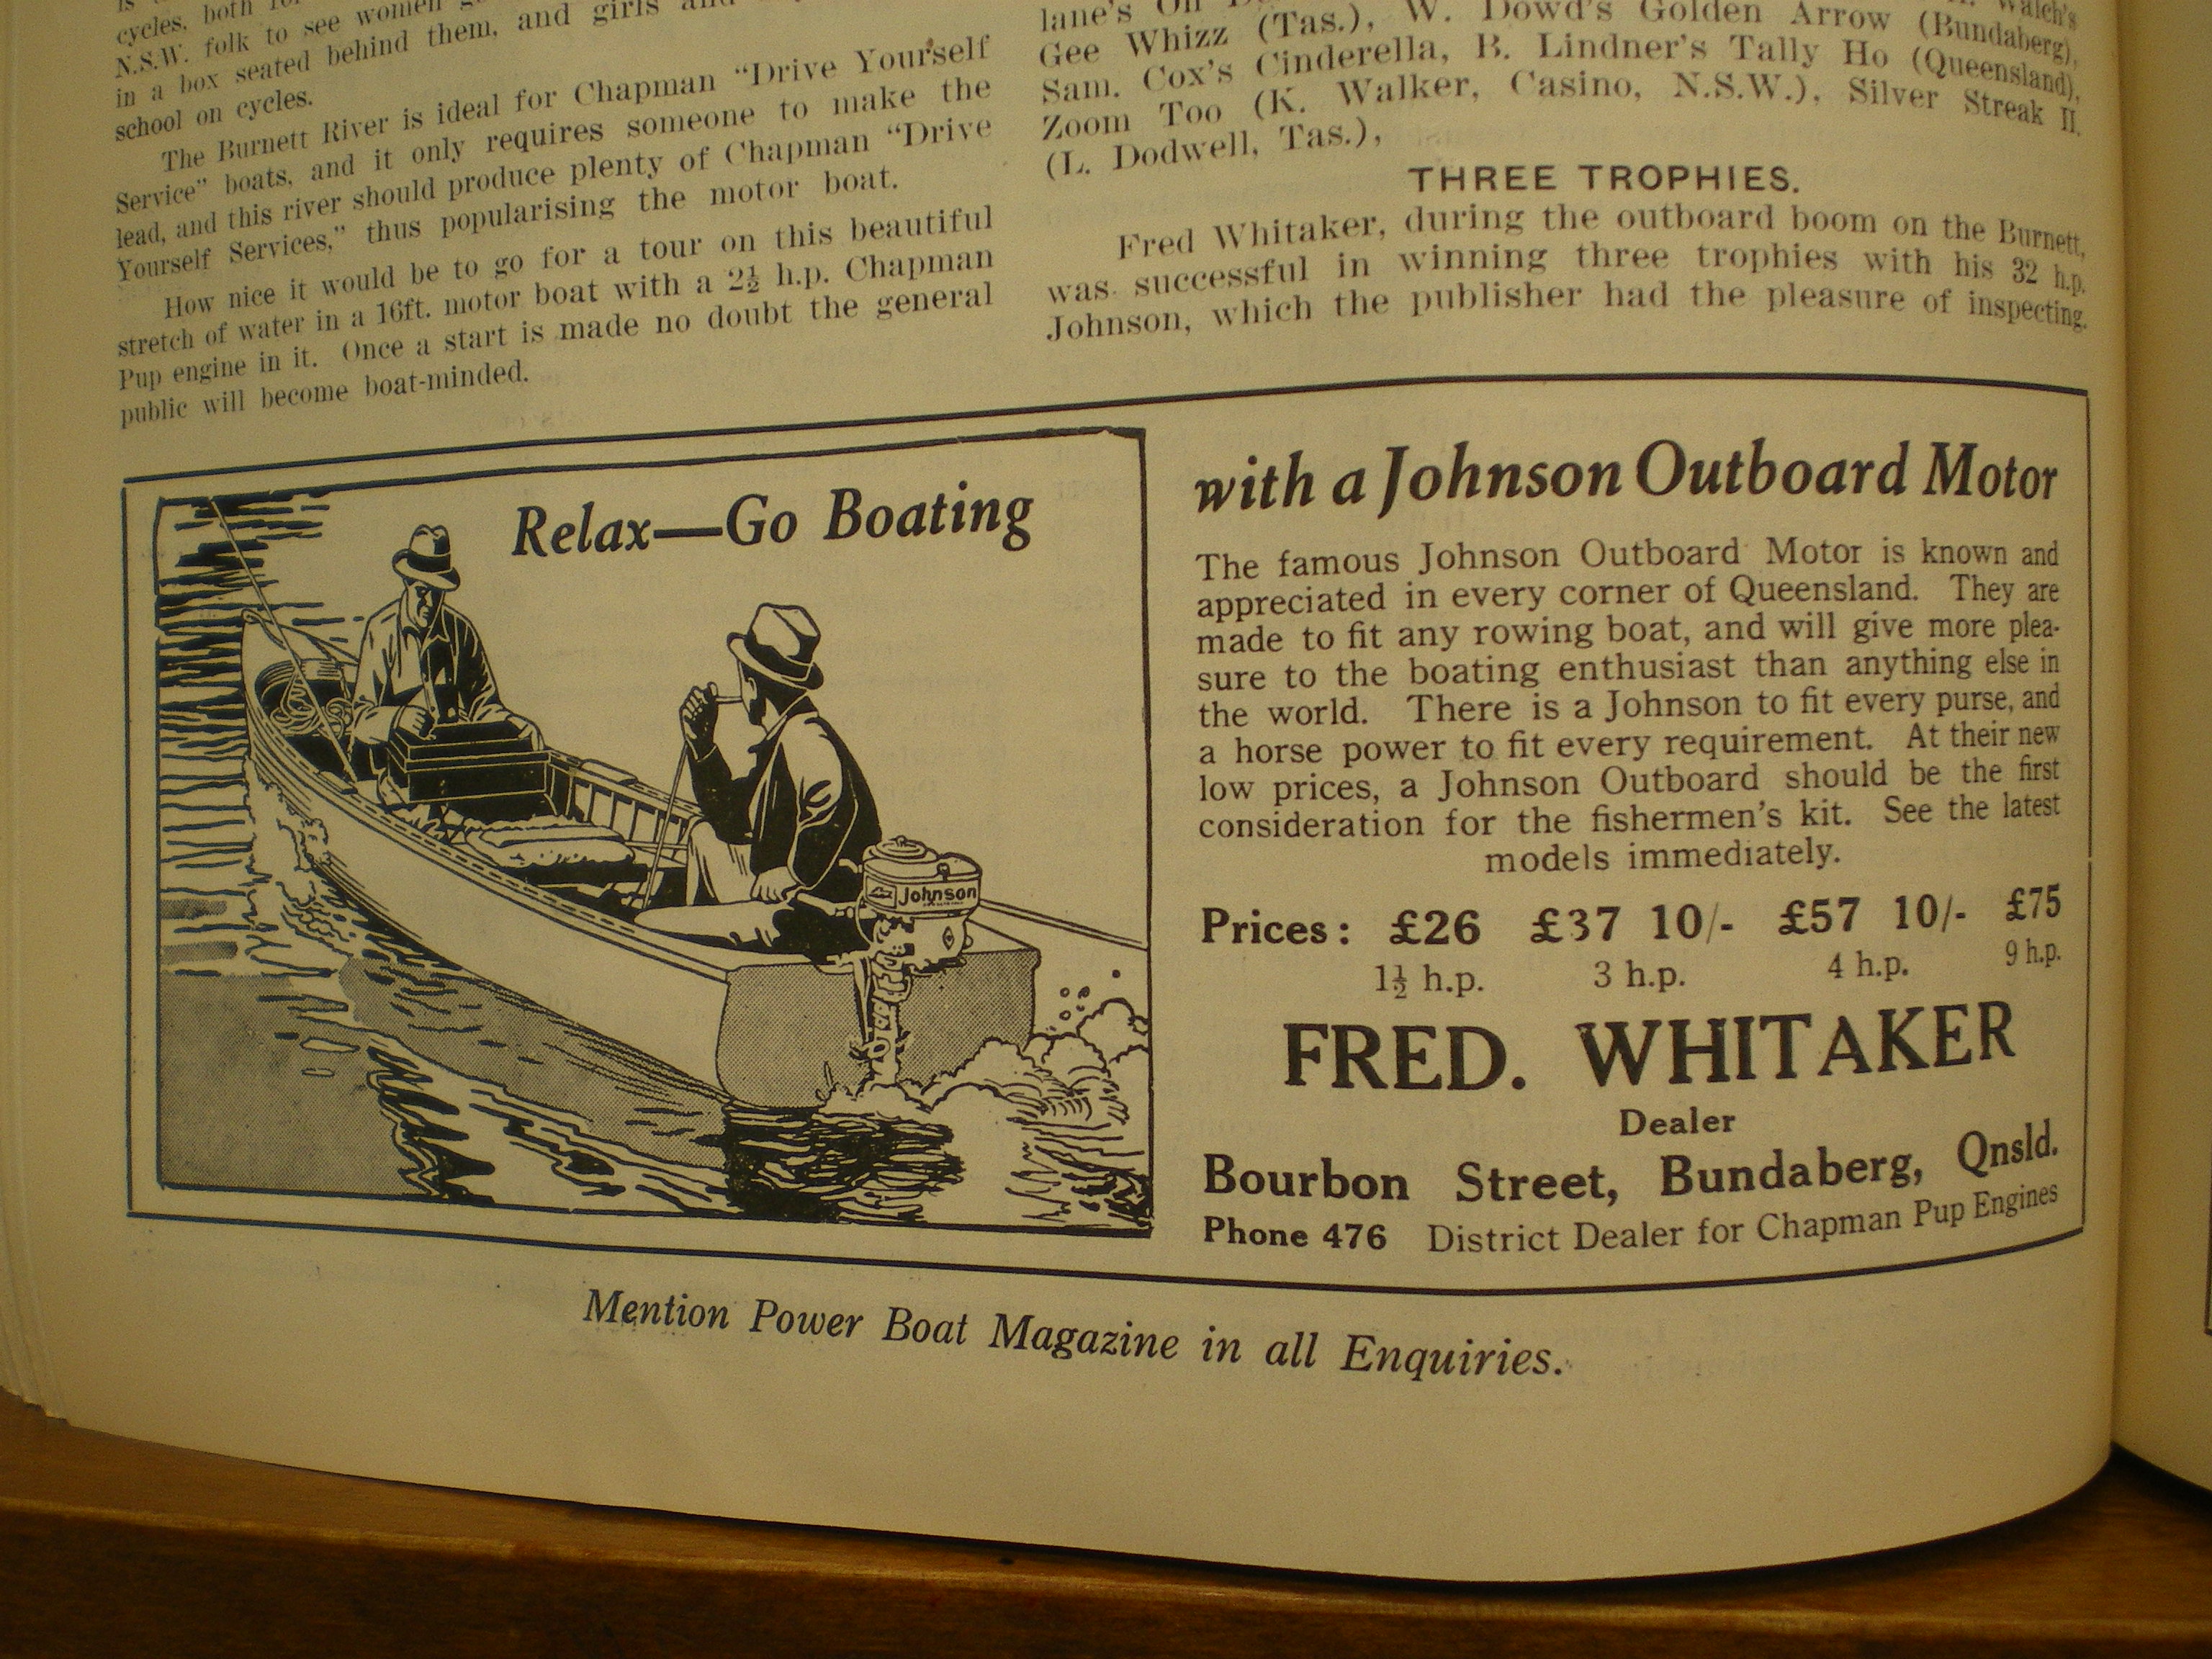 cycles, both
N.S.W. folk to see women
in a box seated behind them, and girls
school on cycles.
The Burnett River is ideal for Chapman “Drive Yourself
Service” boats, and it only requires someone to make the
lead, and this river should produce plenty of Chapman “Drive
Yourself Services,” thus popularising the motor boat.
How nice it would be to go for a tour on this beautiful
stretch of water in a 16ft. motor boat with a 2½ h.p. Chapman
Pup engine in it. Once a start is made no doubt the general
public will become boat-minded.
lane's On Walch's
Gee Whizz (Tas.), W. Dowd's Golden Arrow (Bundaberg),
Sam. Cox's Cinderella, B. Lindner's Tally Ho (Queensland),
Zoom Too (K. Walker, Casino, N.S.W.), Silver Streak II.
(L. Dodwell, Tas.),
THREE TROPHIES.
Fred Whitaker, during the outboard boom on the Burnett,
was successful in winning three trophies with his 32 h.p.
Johnson, which the publisher had the pleasure of inspecting.
Relax—Go Boating
Johnson
with a Johnson Outboard Motor
The famous Johnson Outboard Motor is known and
appreciated in every corner of Queensland. They are
made to fit any rowing boat, and will give more plea-
sure to the boating enthusiast than anything else in
the world. There is a Johnson to fit every purse, and
a horse power to fit every requirement. At their new
low prices, a Johnson Outboard should be the first
consideration for the fishermen's kit. See the latest
models immediately.
Prices: £26 £37 10/- £57 10/- £75
1½ h.p. 3 h.p. 4 h.p. 9 h.p.
FRED. WHITAKER
Dealer
Bourbon Street, Bundaberg, Qnsld.
Phone 476 District Dealer for Chapman Pup Engines
Mention Power Boat Magazine in all Enquiries.